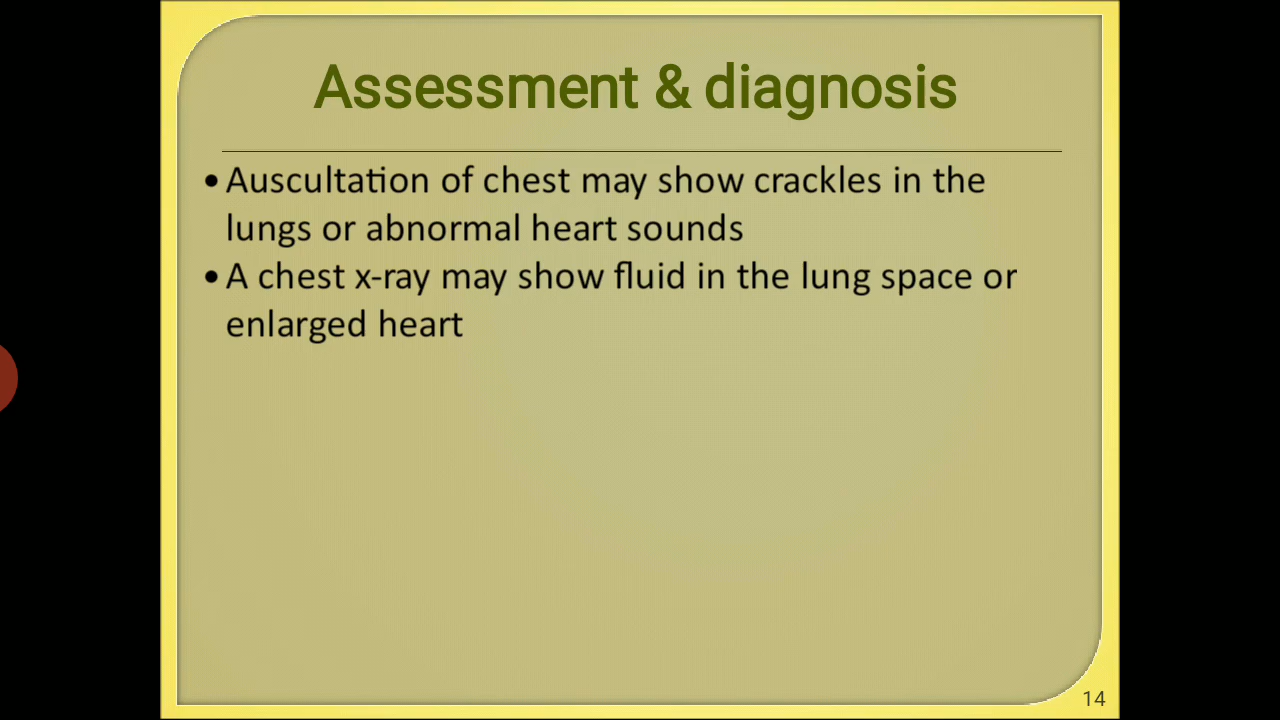 Assessment & diagnosis
• Auscultation of chest may show crackles in the
lungs or abnormal heart sounds
• A chest x-ray may show fluid in the lung space or
enlarged heart
14